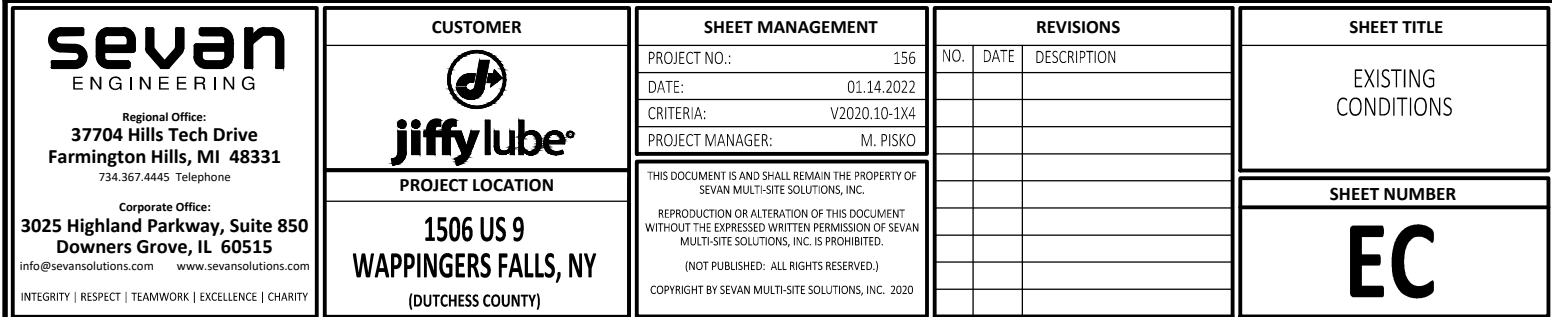 sevan
ENGINEERING
Regional Office:
37704 Hills Tech Drive
Farmington Hills, MI  48331
734.367.4445  Telephone
Corporate Office:
3025 Highland Parkway, Suite 850
Downers Grove, IL  60515
info@sevansolutions.com    www.sevansolutions.com
INTEGRITY | RESPECT | TEAMWORK | EXCELLENCE | CHARITY
CUSTOMER
jiffy lube®
PROJECT LOCATION
1506 US 9
WAPPINGERS FALLS, NY
(DUTCHESS COUNTY)
SHEET MANAGEMENT
PROJECT NO.: 156
DATE: 01.14.2022
CRITERIA: V2020.10-1X4
PROJECT MANAGER: M. PISKO
THIS DOCUMENT IS AND SHALL REMAIN THE PROPERTY OF
SEVAN MULTI-SITE SOLUTIONS, INC.
REPRODUCTION OR ALTERATION OF THIS DOCUMENT
WITHOUT THE EXPRESSED WRITTEN PERMISSION OF SEVAN
MULTI-SITE SOLUTIONS, INC. IS PROHIBITED.
(NOT PUBLISHED:  ALL RIGHTS RESERVED.)
COPYRIGHT BY SEVAN MULTI-SITE SOLUTIONS, INC.  2020
REVISIONS
NO. DATE DESCRIPTION
SHEET TITLE
EXISTING
CONDITIONS
SHEET NUMBER
EC